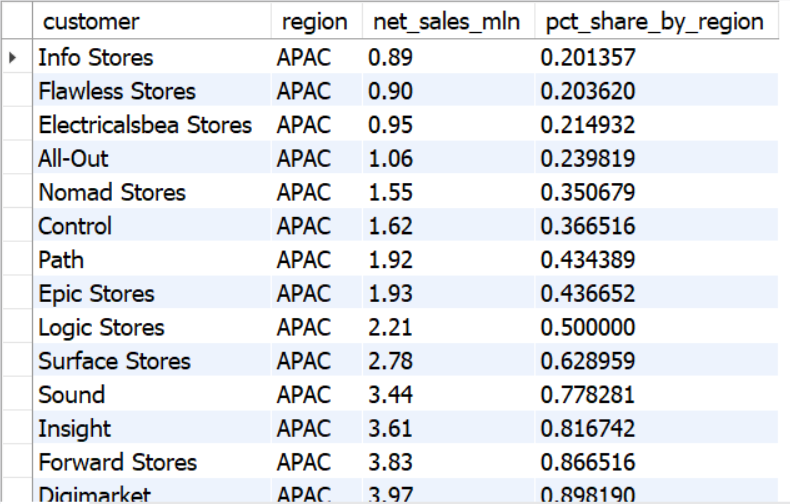 customer region net_sales_mln pct_share_by_region
Info Stores APAC 0.89 0.201357
Flawless Stores APAC 0.90 0.203620
Electricalsbea Stores APAC 0.95 0.214932
All-Out APAC 1.06 0.239819
Nomad Stores APAC 1.55 0.350679
Control APAC 1.62 0.366516
Path APAC 1.92 0.434389
Epic Stores APAC 1.93 0.436652
Logic Stores APAC 2.21 0.500000
Surface Stores APAC 2.78 0.628959
Sound APAC 3.44 0.778281
Insight APAC 3.61 0.816742
Forward Stores APAC 3.83 0.866516
Digimarket APAC 3.97 0.898190